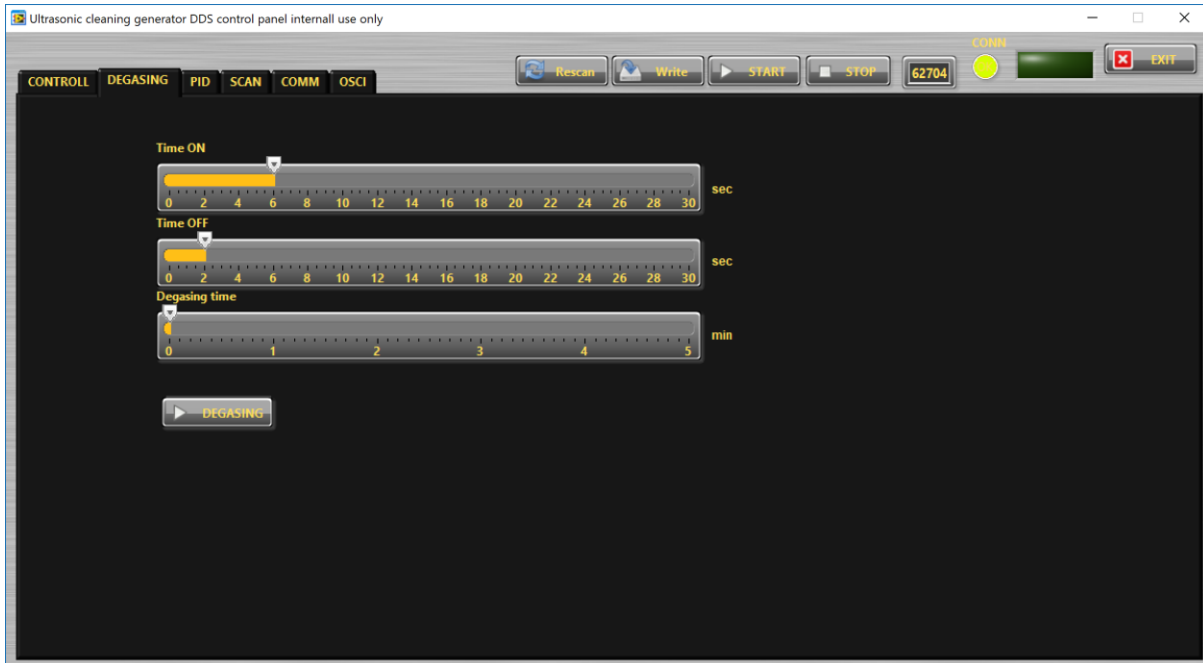 Ultrasonic cleaning generator DDS control panel internall use only
CONN
Rescan Write START STOP 62704 EXIT
CONTROLL DEGASING PID SCAN COMM OSCI
Time ON
0 2 4 6 8 10 12 14 16 18 20 22 24 26 28 30
sec
Time OFF
0 2 4 6 8 10 12 14 16 18 20 22 24 26 28 30
sec
Degasing time
0 1 2 3 4 5
min
DEGASING